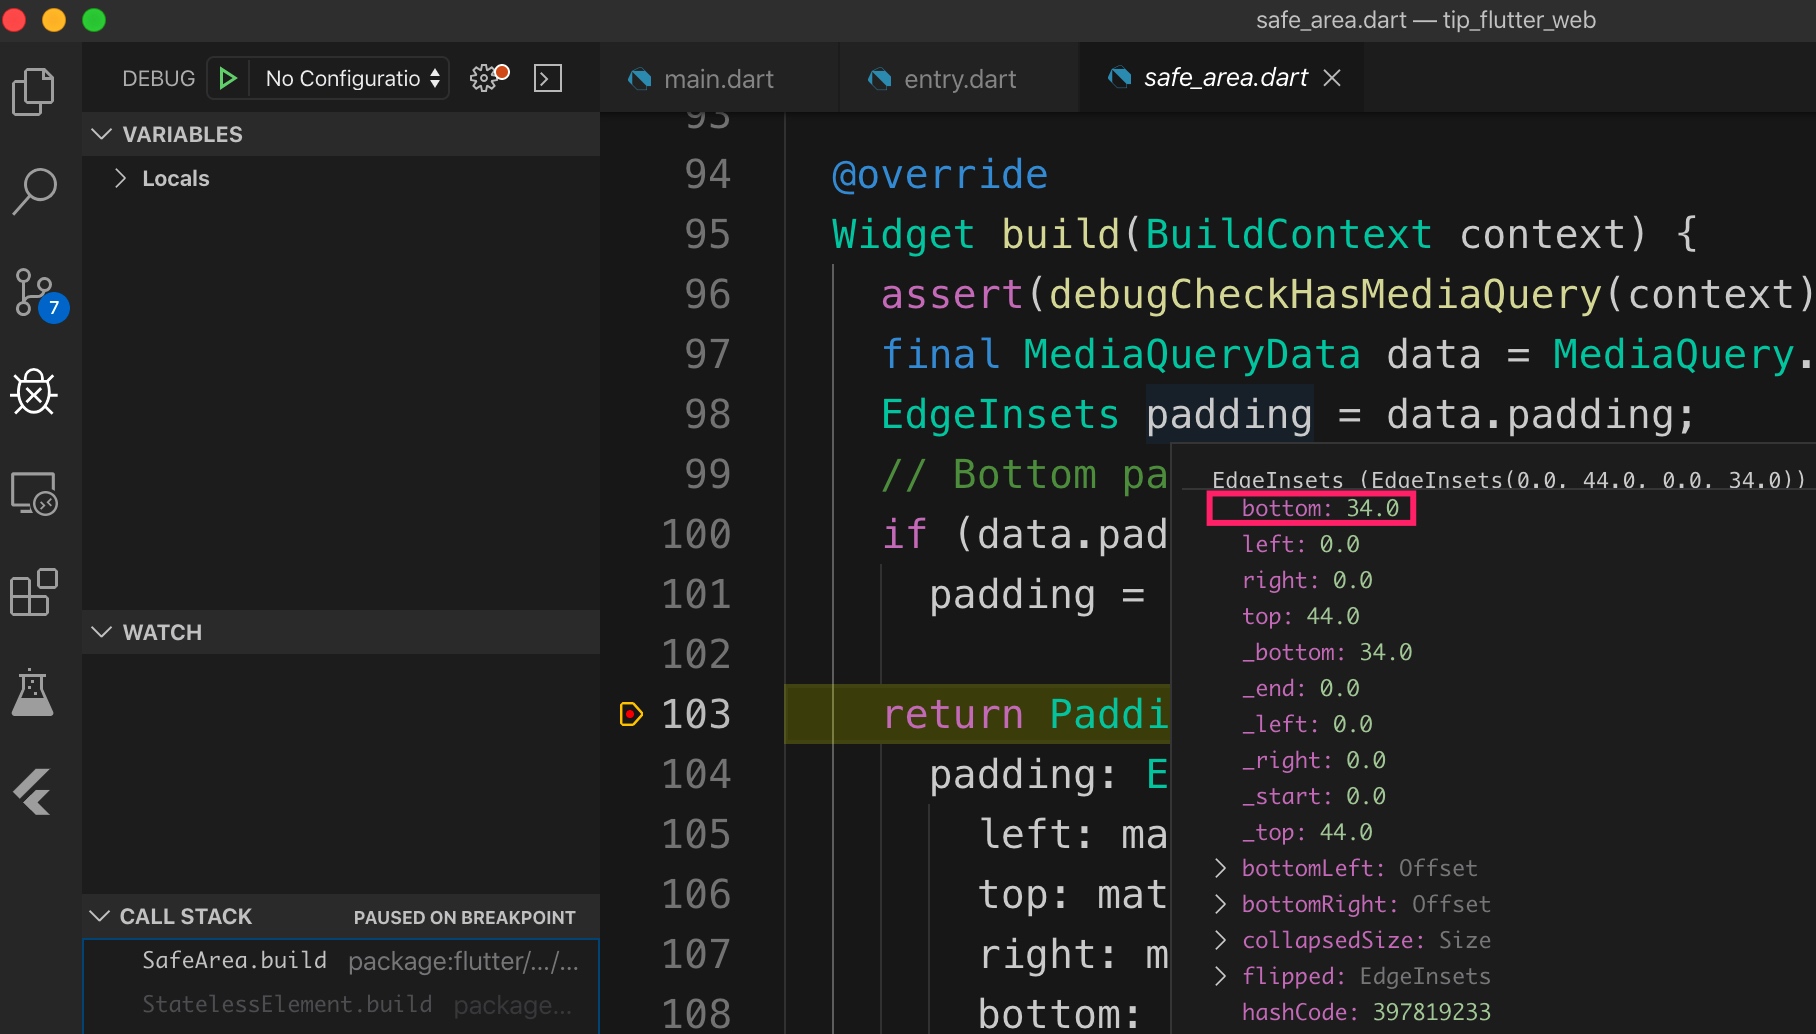 safe_area.dart — tip_flutter_web
DEBUG
No Configuratio
main.dart
entry.dart
safe_area.dart
VARIABLES
Locals
7
WATCH
CALL STACK
PAUSED ON BREAKPOINT
SafeArea.build package:flutter/.../...
StatelessElement.build package...
93
94 @override
95 Widget build(BuildContext context) {
96 assert(debugCheckHasMediaQuery(context)
97 final MediaQueryData data = MediaQuery.
98 EdgeInsets padding = data.padding;
99 // Bottom pa
100 if (data.pad
101 padding =
102
103 return Paddi
104 padding: E
105 left: ma
106 top: mat
107 right: m
108 bottom:
EdgeInsets (EdgeInsets(0.0, 44.0, 0.0, 34.0))
bottom: 34.0
left: 0.0
right: 0.0
top: 44.0
_bottom: 34.0
_end: 0.0
_left: 0.0
_right: 0.0
_start: 0.0
_top: 44.0
bottomLeft: Offset
bottomRight: Offset
collapsedSize: Size
flipped: EdgeInsets
hashCode: 397819233